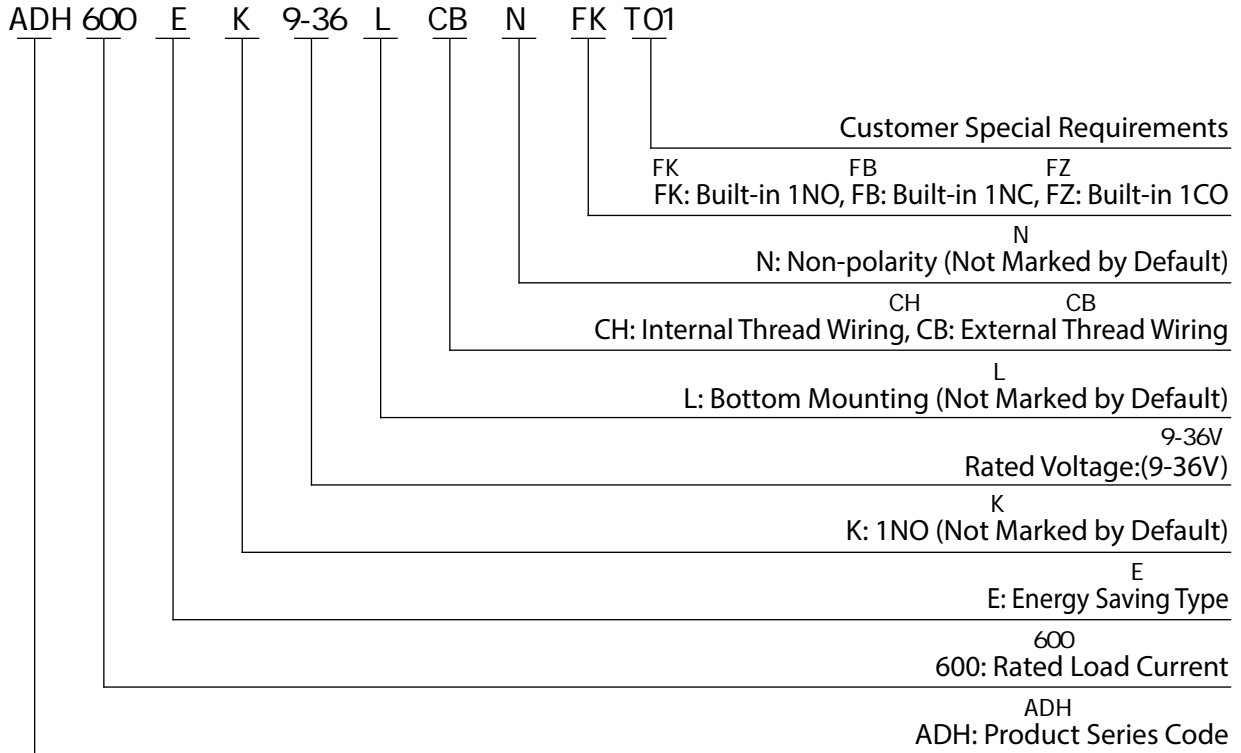 ADH 600 E K 9-36 L CB N FK T01
Customer Special Requirements
FK FB FZ
FK: Built-in 1NO, FB: Built-in 1NC, FZ: Built-in 1CO
N
N: Non-polarity (Not Marked by Default)
CH CB
CH: Internal Thread Wiring, CB: External Thread Wiring
L
L: Bottom Mounting (Not Marked by Default)
9-36V
Rated Voltage:(9-36V)
K
K: 1NO (Not Marked by Default)
E
E: Energy Saving Type
600
600: Rated Load Current
ADH
ADH: Product Series Code